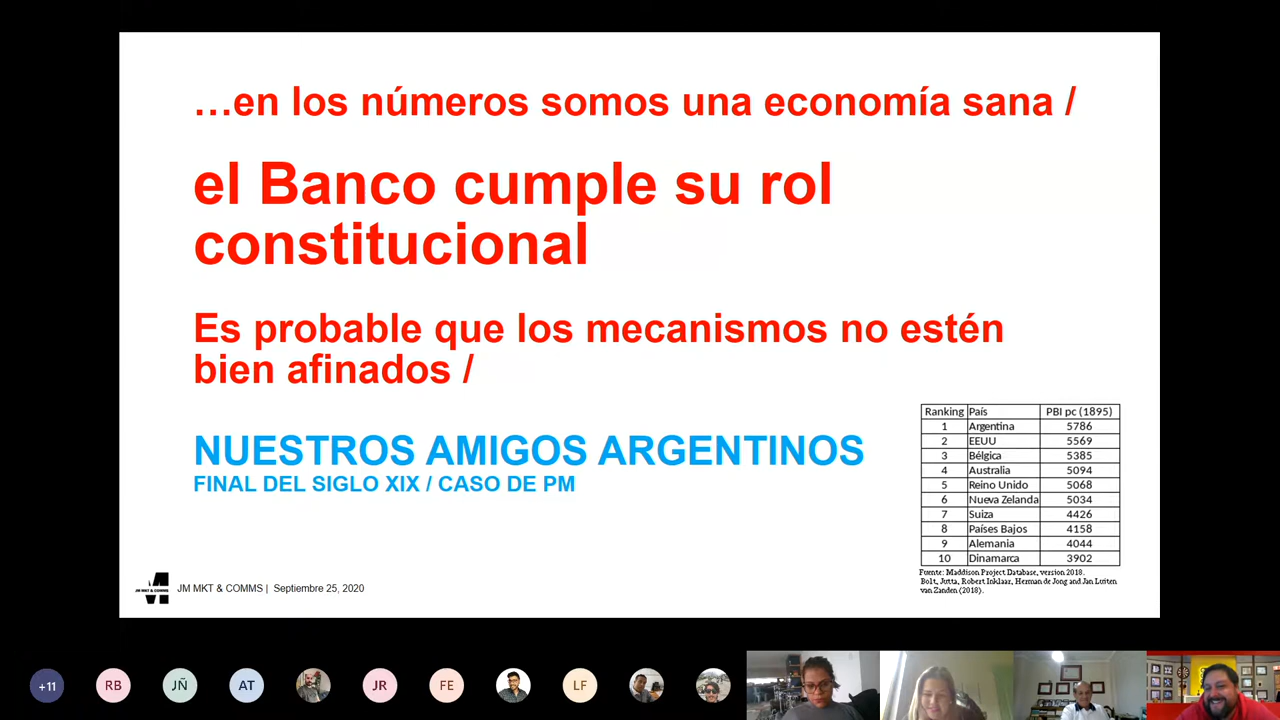 …en los números somos una economía sana /
el Banco cumple su rol
constitucional
Es probable que los mecanismos no estén
bien afinados /
NUESTROS AMIGOS ARGENTINOS
FINAL DEL SIGLO XIX / CASO DE PM
Ranking País PBI pc (1895)
1 Argentina 5786
2 EEUU 5569
3 Bélgica 5385
4 Australia 5094
5 Reino Unido 5068
6 Nueva Zelanda 5034
7 Suiza 4426
8 Países Bajos 4158
9 Alemania 4044
10 Dinamarca 3902
Fuente: Maddison Project Database, version 2018.
Bolt, Jutta, Robert Inklaar, Herman de Jong and Jan Luiten
van Zanden (2018).
JM MKT & COMMS
JM MKT & COMMS | Septiembre 25, 2020
+11 RB JÑ AT JR FE LF